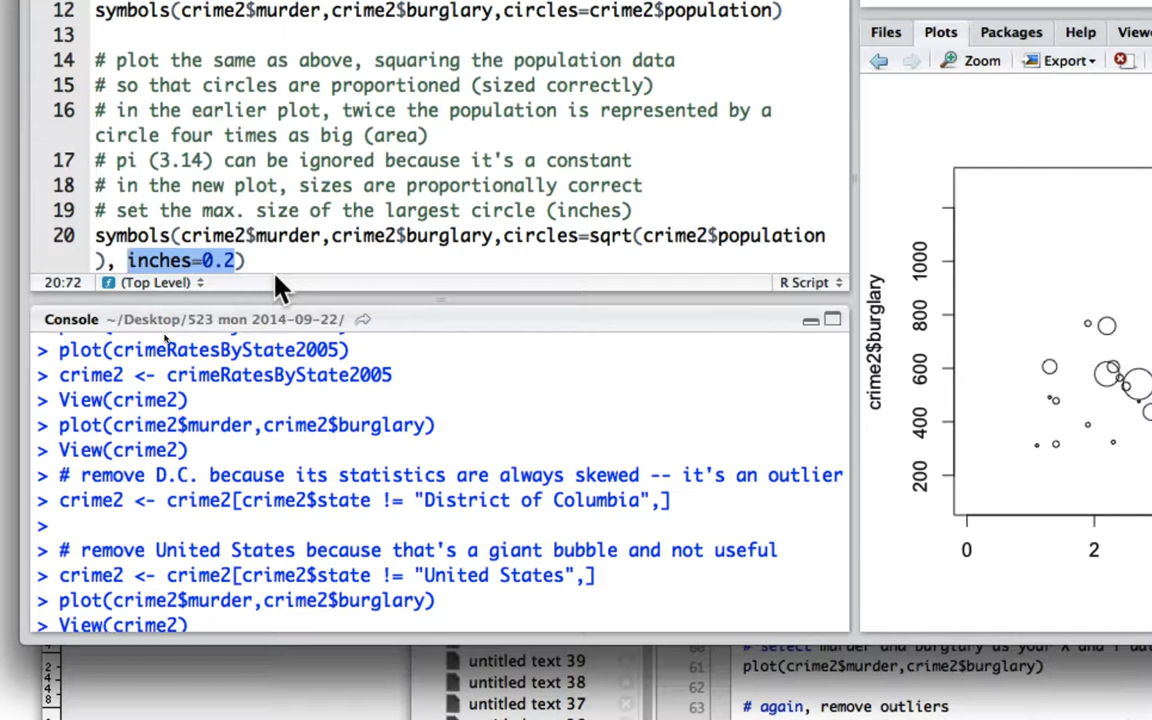 12 symbols(crime2$murder,crime2$burglary,circles=crime2$population)
13
14 # plot the same as above, squaring the population data
15 # so that circles are proportioned (sized correctly)
16 # in the earlier plot, twice the population is represented by a
circle four times as big (area)
17 # pi (3.14) can be ignored because it's a constant
18 # in the new plot, sizes are proportionally correct
19 # set the max. size of the largest circle (inches)
20 symbols(crime2$murder,crime2$burglary,circles=sqrt(crime2$population
), inches=0.2)
20:72 (Top Level) R Script
Console ~/Desktop/523 mon 2014-09-22/
> plot(crimeRatesByState2005)
> crime2 <- crimeRatesByState2005
> View(crime2)
> plot(crime2$murder,crime2$burglary)
> View(crime2)
> # remove D.C. because its statistics are always skewed -- it's an outlier
> crime2 <- crime2[crime2$state != "District of Columbia",]
>
> # remove United States because that's a giant bubble and not useful
> crime2 <- crime2[crime2$state != "United States",]
> plot(crime2$murder,crime2$burglary)
> View(crime2)
Files Plots Packages Help View
Zoom Export
crime2$burglary
1000
800
600
400
200
0 2
untitled text 39
untitled text 38
untitled text 37
# select murder and burglary as your X and Y
61 plot(crime2$murder,crime2$burglary)
62
63 # again, remove outliers